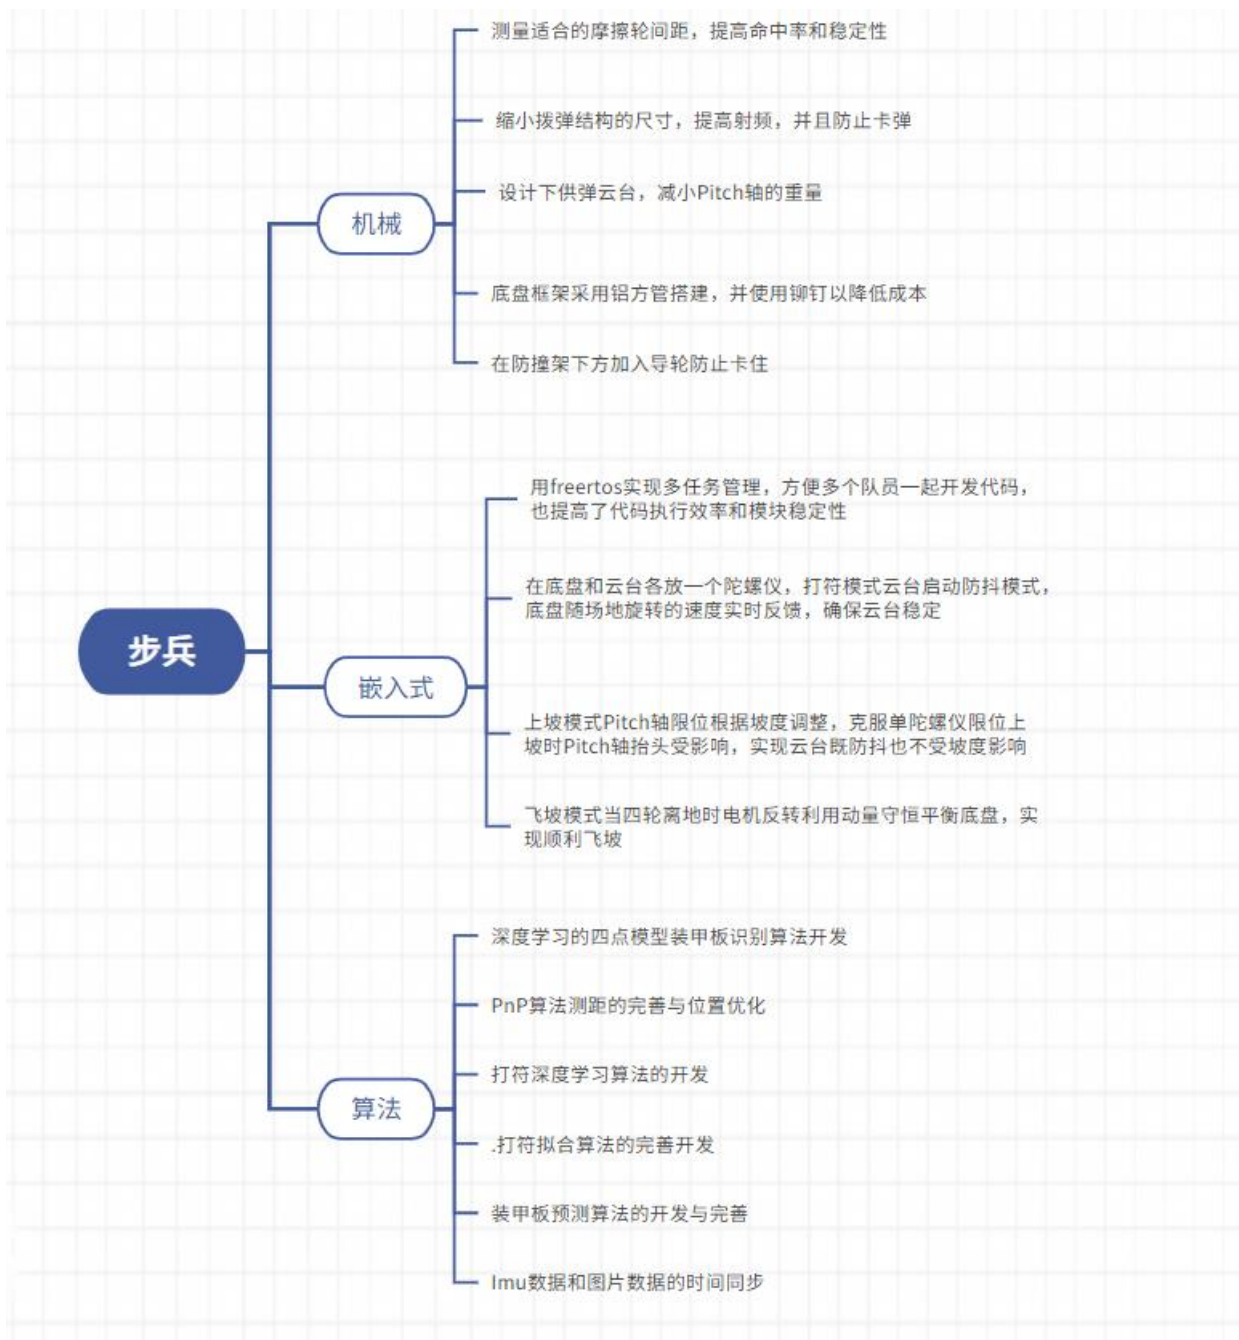 步兵
机械
测量适合的摩擦轮间距，提高命中率和稳定性
缩小拨弹结构的尺寸，提高射频，并且防止卡弹
设计下供弹云台，减小Pitch轴的重量
底盘框架采用铝方管搭建，并使用铆钉以降低成本
在防撞架下方加入导轮防止卡住
嵌入式
用freertos实现多任务管理，方便多个队员一起开发代码，
也提高了代码执行效率和模块稳定性
在底盘和云台各放一个陀螺仪，打符模式云台启动防抖模式，
底盘随场地旋转的速度实时反馈，确保云台稳定
上坡模式Pitch轴限位根据坡度调整，克服单陀螺仪限位上
坡时Pitch轴抬头受影响，实现云台既防抖也不受坡度影响
飞坡模式当四轮离地时电机反转利用动量守恒平衡底盘，实
现顺利飞坡
算法
深度学习的四点模型装甲板识别算法开发
PnP算法测距的完善与位置优化
打符深度学习算法的开发
.打符拟合算法的完善开发
装甲板预测算法的开发与完善
Imu数据和图片数据的时间同步